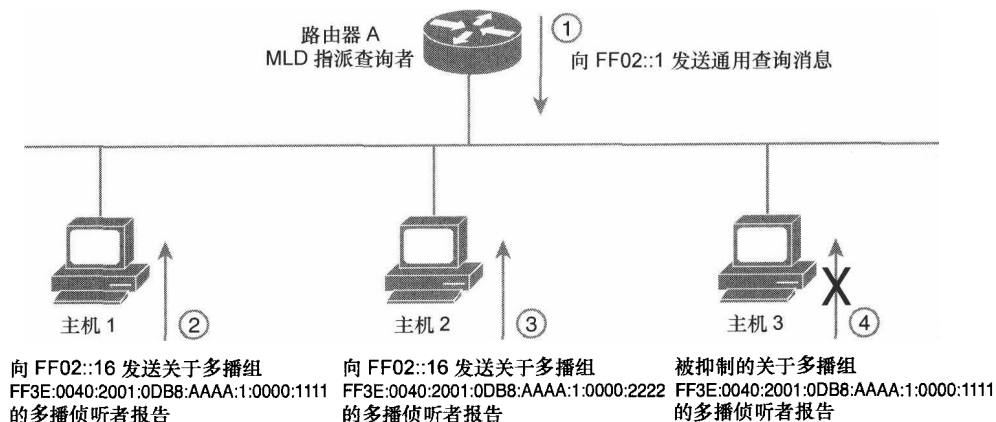 路由器 A
MLD 指派查询者
①
向 FF02::1 发送通用查询消息
主机 1
②
主机 2
③
主机 3
X
④
向 FF02::16 发送关于多播组
FF3E:0040:2001:0DB8:AAAA:1:0000:1111
的多播侦听者报告
向 FF02::16 发送关于多播组
FF3E:0040:2001:0DB8:AAAA:1:0000:2222
的多播侦听者报告
被抑制的关于多播组
FF3E:0040:2001:0DB8:AAAA:1:0000:1111
的多播侦听者报告